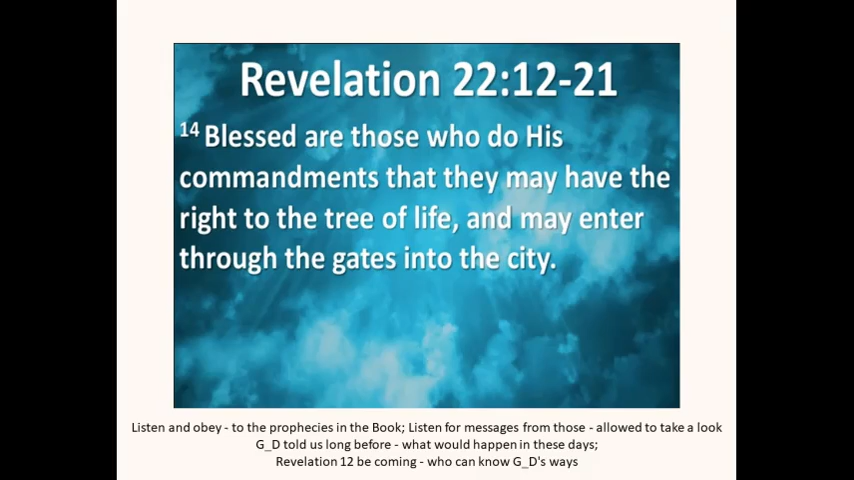 Revelation 22:12-21
14 Blessed are those who do His
commandments that they may have the
right to the tree of life, and may enter
through the gates into the city.
Listen and obey - to the prophecies in the Book; Listen for messages from those - allowed to take a look
G_D told us long before - what would happen in these days;
Revelation 12 be coming - who can know G_D's ways